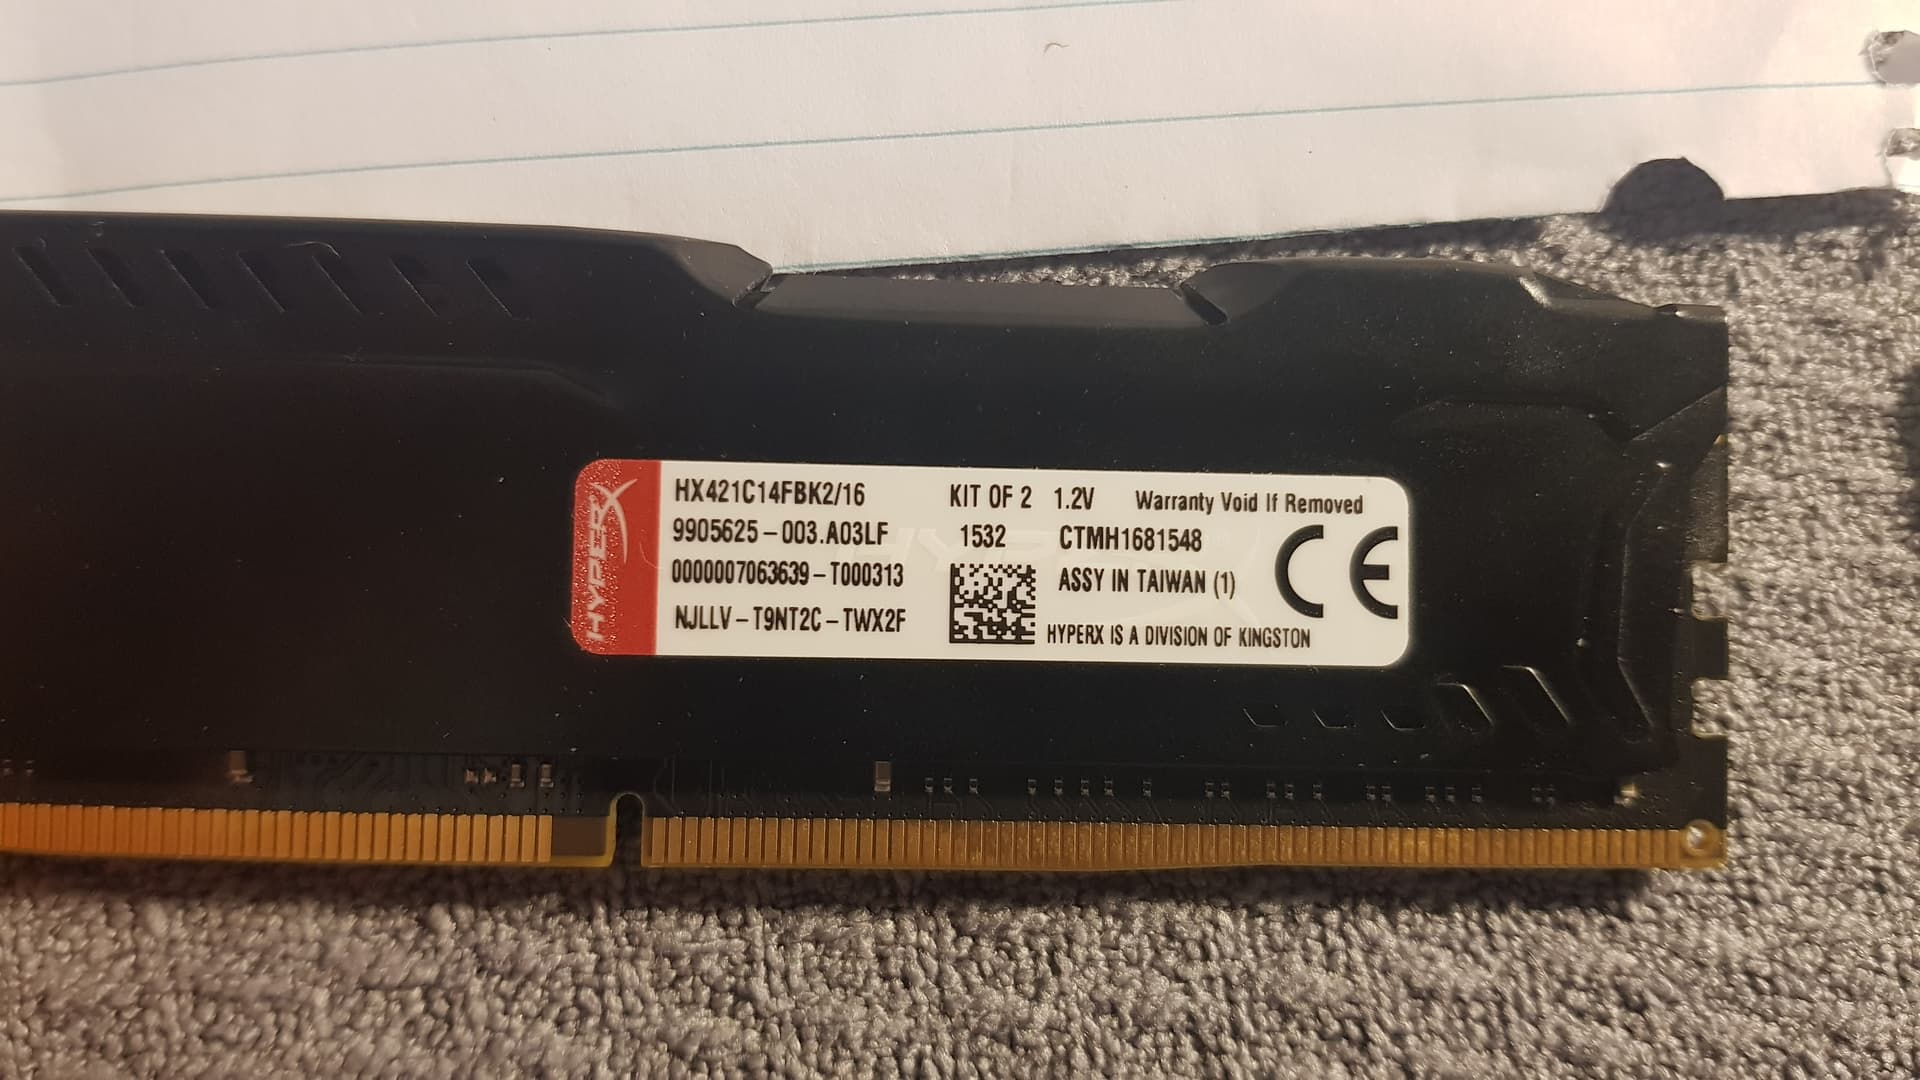 HYPERX
HX421C14FBK2/16 KIT OF 2 1.2V Warranty Void If Removed
9905625-003.A03LF 1532 CTMH1681548
0000007063639-T000313 ASSY IN TAIWAN (1) CE
NJLLV-T9NT2C-TWX2F HYPERX IS A DIVISION OF KINGSTON